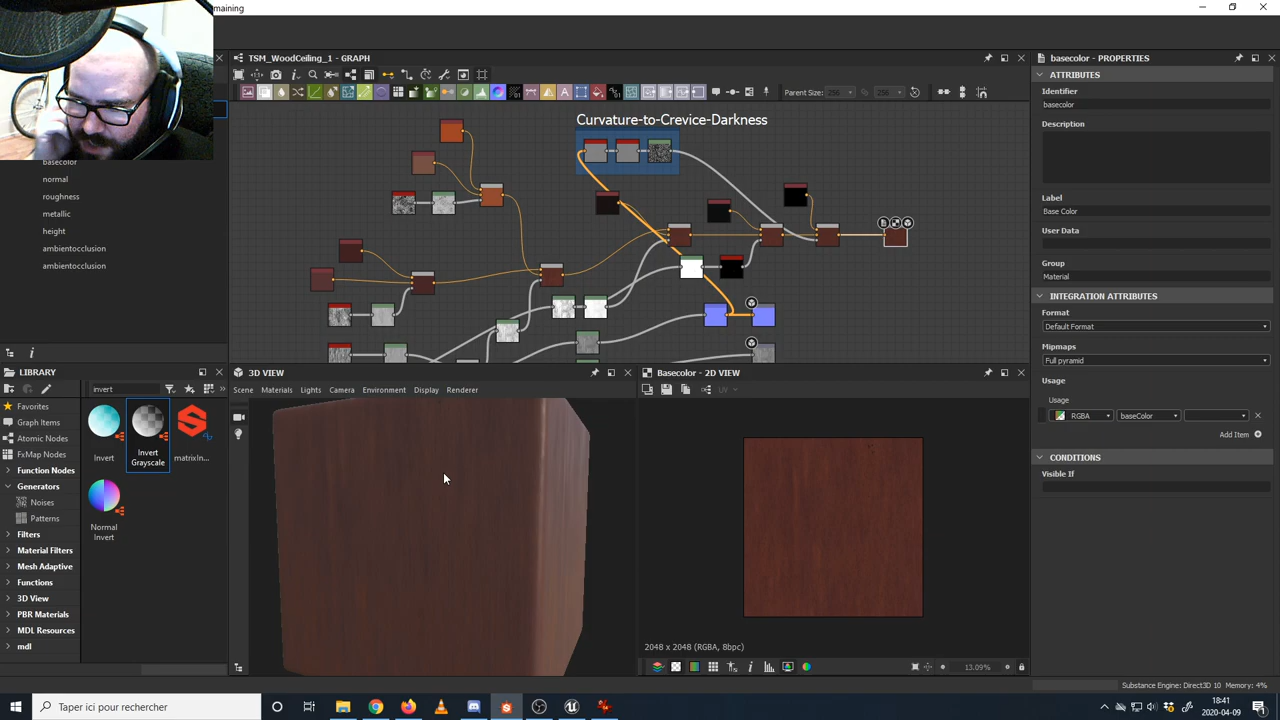 maining
TSM_WoodCeiling_1 - GRAPH
basecolor - PROPERTIES
Parent Size: 256 256
ATTRIBUTES
Identifier
basecolor
Description
Label
Base Color
User Data
Group
Material
INTEGRATION ATTRIBUTES
Format
Default Format
Mipmaps
Full pyramid
Usage
Usage
RGBA baseColor
Add Item
CONDITIONS
Visible If
Curvature-to-Crevice-Darkness
basecolor
normal
roughness
metallic
height
ambientocclusion
ambientocclusion
LIBRARY
invert
Favorites
Graph Items
Atomic Nodes
FxMap Nodes
Function Nodes
Generators
Noises
Patterns
Filters
Material Filters
Mesh Adaptive
Functions
3D View
PBR Materials
MDL Resources
mdl
Invert
Invert Grayscale
matrixIn...
Normal Invert
3D VIEW
Scene Materials Lights Camera Environment Display Renderer
Basecolor - 2D VIEW
UV
2048 x 2048 (RGBA, 8bpc)
13.09%
Substance Engine: Direct3D 10 Memory: 4%
Taper ici pour rechercher
18:41
2020-04-09